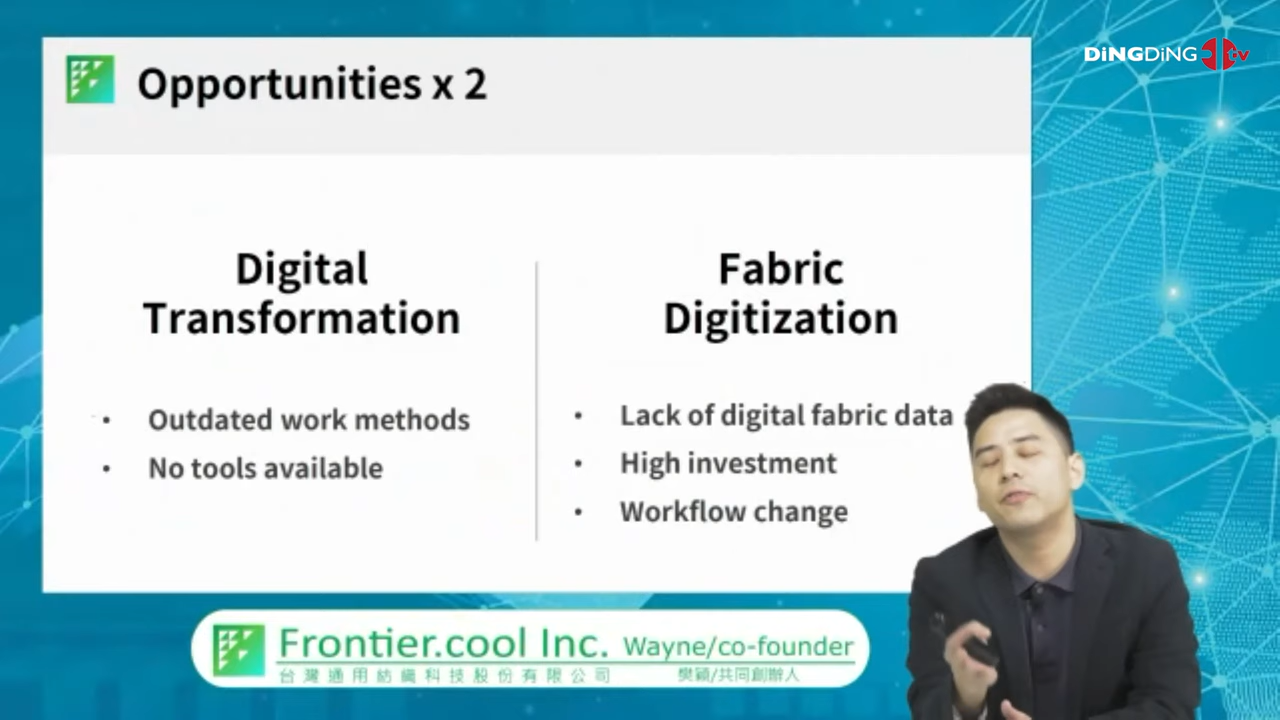 DiNGDiNG tv
Opportunities x 2
Digital
Transformation
• Outdated work methods
• No tools available
Fabric
Digitization
• Lack of digital fabric data
• High investment
• Workflow change
Frontier.cool Inc. Wayne/co-founder
台灣通用紡織科技股份有限公司 樊穎/共同創辦人